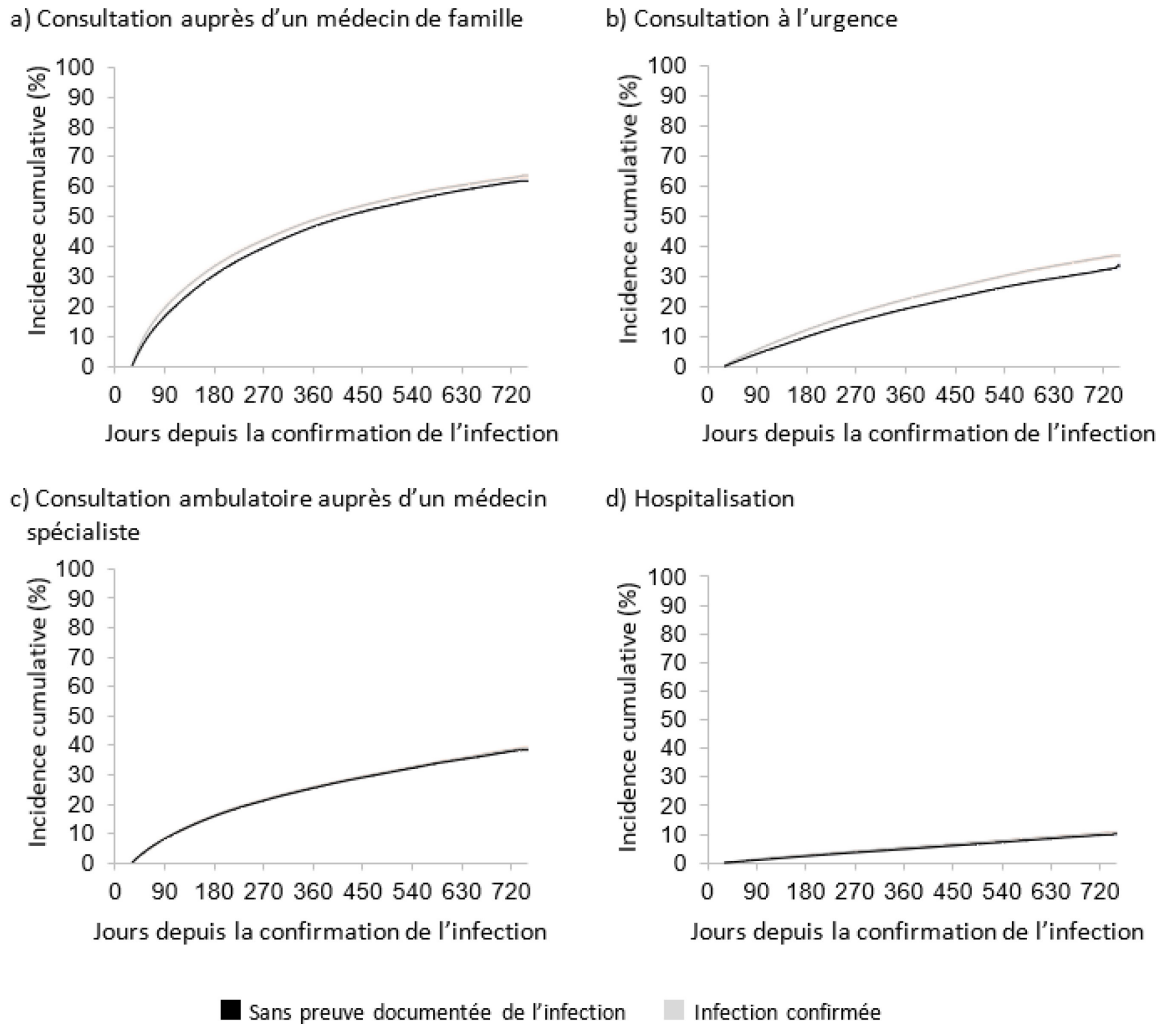 a) Consultation auprès d’un médecin de famille
Incidence cumulative (%)
100
90
80
70
60
50
40
30
20
10
0
0 90 180 270 360 450 540 630 720
Jours depuis la confirmation de l’infection
b) Consultation à l’urgence
Incidence cumulative (%)
100
90
80
70
60
50
40
30
20
10
0
0 90 180 270 360 450 540 630 720
Jours depuis la confirmation de l’infection
c) Consultation ambulatoire auprès d’un médecin
spécialiste
Incidence cumulative (%)
100
90
80
70
60
50
40
30
20
10
0
0 90 180 270 360 450 540 630 720
Jours depuis la confirmation de l’infection
d) Hospitalisation
Incidence cumulative (%)
100
90
80
70
60
50
40
30
20
10
0
0 90 180 270 360 450 540 630 720
Jours depuis la confirmation de l’infection
Sans preuve documentée de l’infection
Infection confirmée